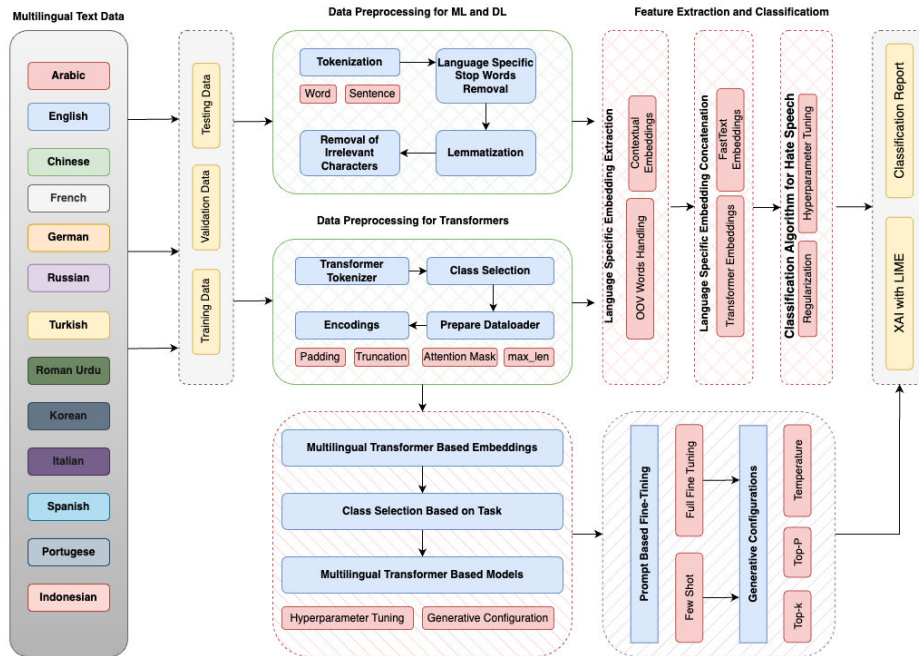 Multilingual Text Data
Arabic
English
Chinese
French
German
Russian
Turkish
Roman Urdu
Korean
Italian
Spanish
Portugese
Indonesian
Testing Data
Validation Data
Training Data
Data Preprocessing for ML and DL
Tokenization
Word
Sentence
Language Specific
Stop Words
Removal
Removal of
Irrelevant
Characters
Lemmatization
Data Preprocessing for Transformers
Transformer
Tokenizer
Class Selection
Encodings
Prepare Dataloader
Padding
Truncation
Attention Mask
max_len
Multilingual Transformer Based Embeddings
Class Selection Based on Task
Multilingual Transformer Based Models
Hyperparameter Tuning
Generative Configuration
Feature Extraction and Classificatiom
Language Specific Embedding Extraction
Contextual
Embeddings
OOV Words Handling
Language Specific Embedding Concatenation
FastText
Embeddings
Transformer Embeddings
Classification Algorithm for Hate Speech
Hyperparameter Tuning
Regularization
Classification Report
XAI with LIME
Prompt Based Fine-Tining
Full Fine Tuning
Few Shot
Generative Configurations
Temperature
Top-P
Top-k